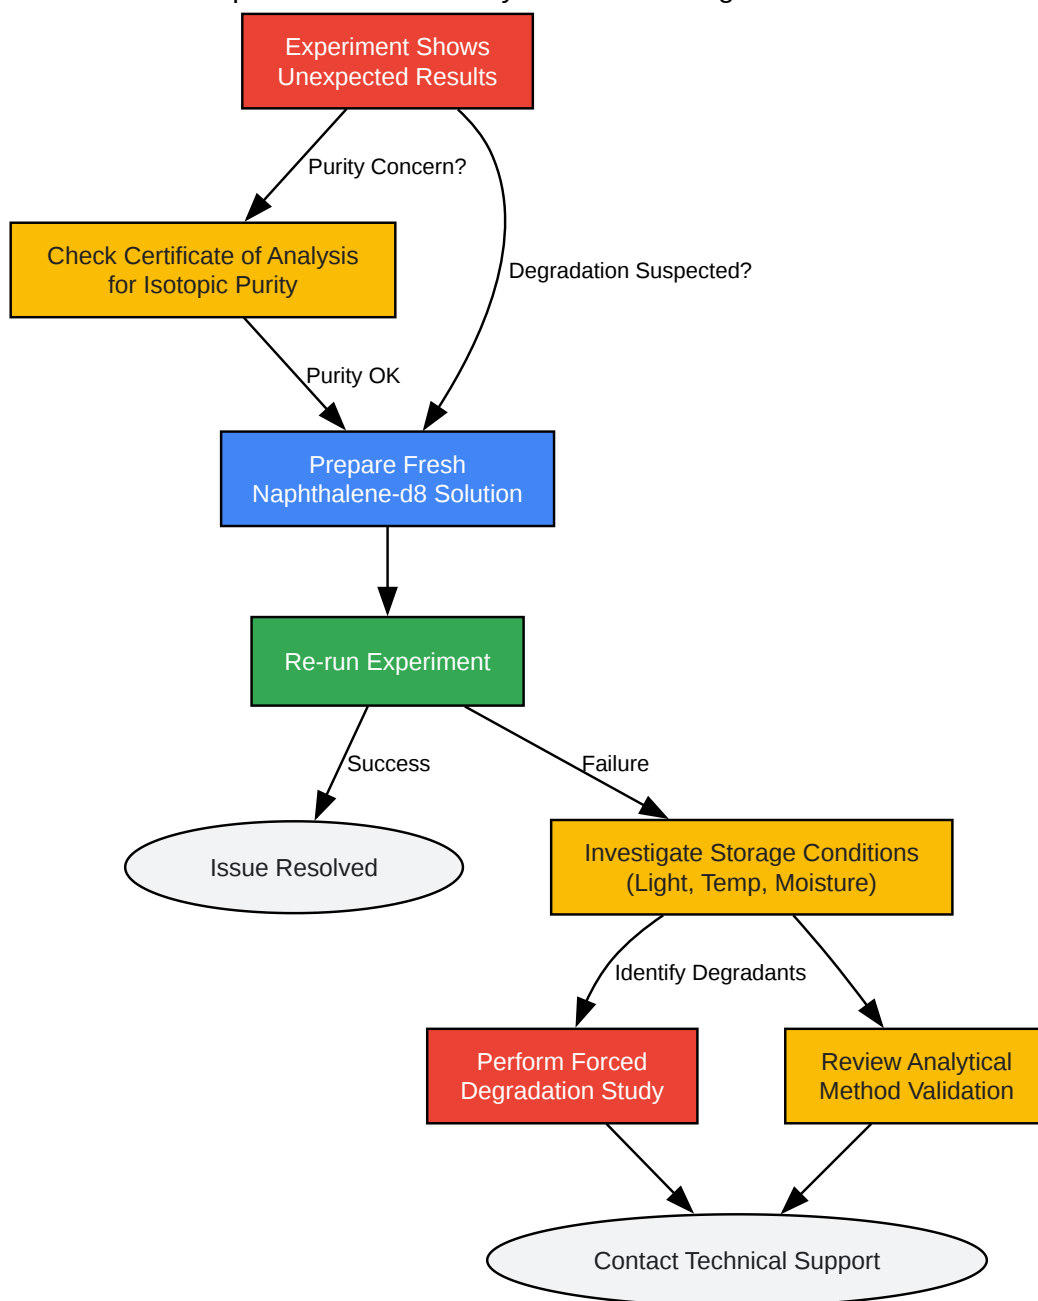 Experiment Shows
Unexpected Results
Purity Concern?
Check Certificate of Analysis
for Isotopic Purity
Degradation Suspected?
Purity OK
Prepare Fresh
Naphthalene-d8 Solution
Re-run Experiment
Success
Failure
Issue Resolved
Investigate Storage Conditions
(Light, Temp, Moisture)
Identify Degradants
Perform Forced
Degradation Study
Review Analytical
Method Validation
Contact Technical Support